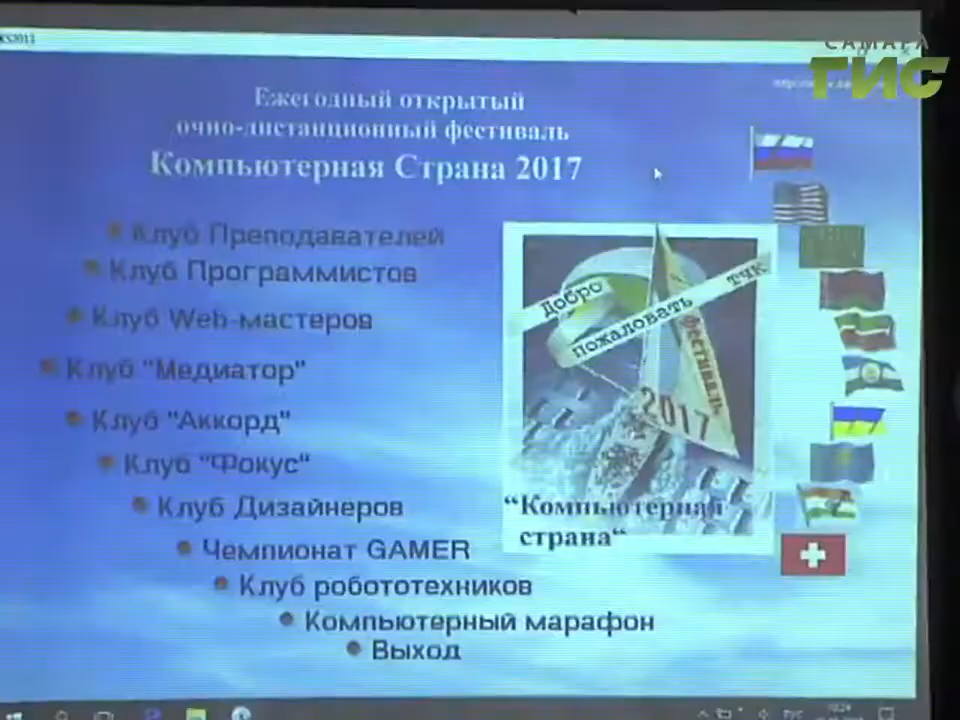 САМАРА
ГИС
Ежегодный открытый
очно-дистанционный фестиваль
Компьютерная Страна 2017
Клуб Преподавателей
Клуб Программистов
Клуб Web-мастеров
Клуб "Медиатор"
Клуб "Аккорд"
Клуб "Фокус"
Клуб Дизайнеров
Чемпионат GAMER
Клуб робототехников
Компьютерный марафон
Выход
Добро
пожаловать тчк
Фестиваль
2017
“Компьютерная
страна“